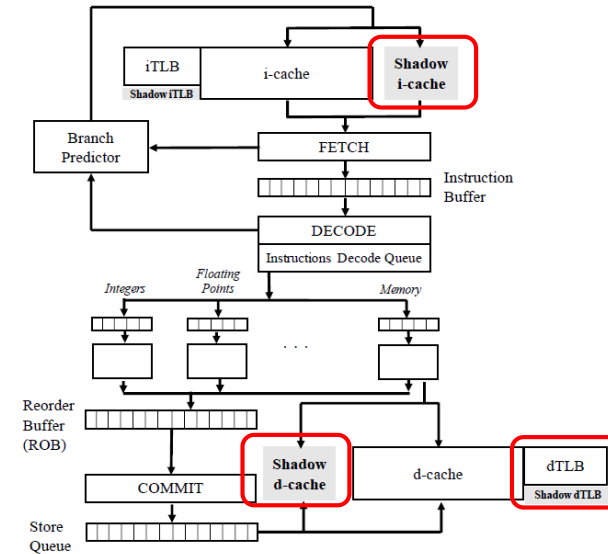 iTLB
Shadow iTLB
i-cache
Shadow
i-cache
Branch
Predictor
FETCH
Instruction
Buffer
DECODE
Instructions Decode Queue
Integers
Floating
Points
Memory
. . .
Reorder
Buffer
(ROB)
COMMIT
Shadow
d-cache
d-cache
dTLB
Shadow dTLB
Store
Queue